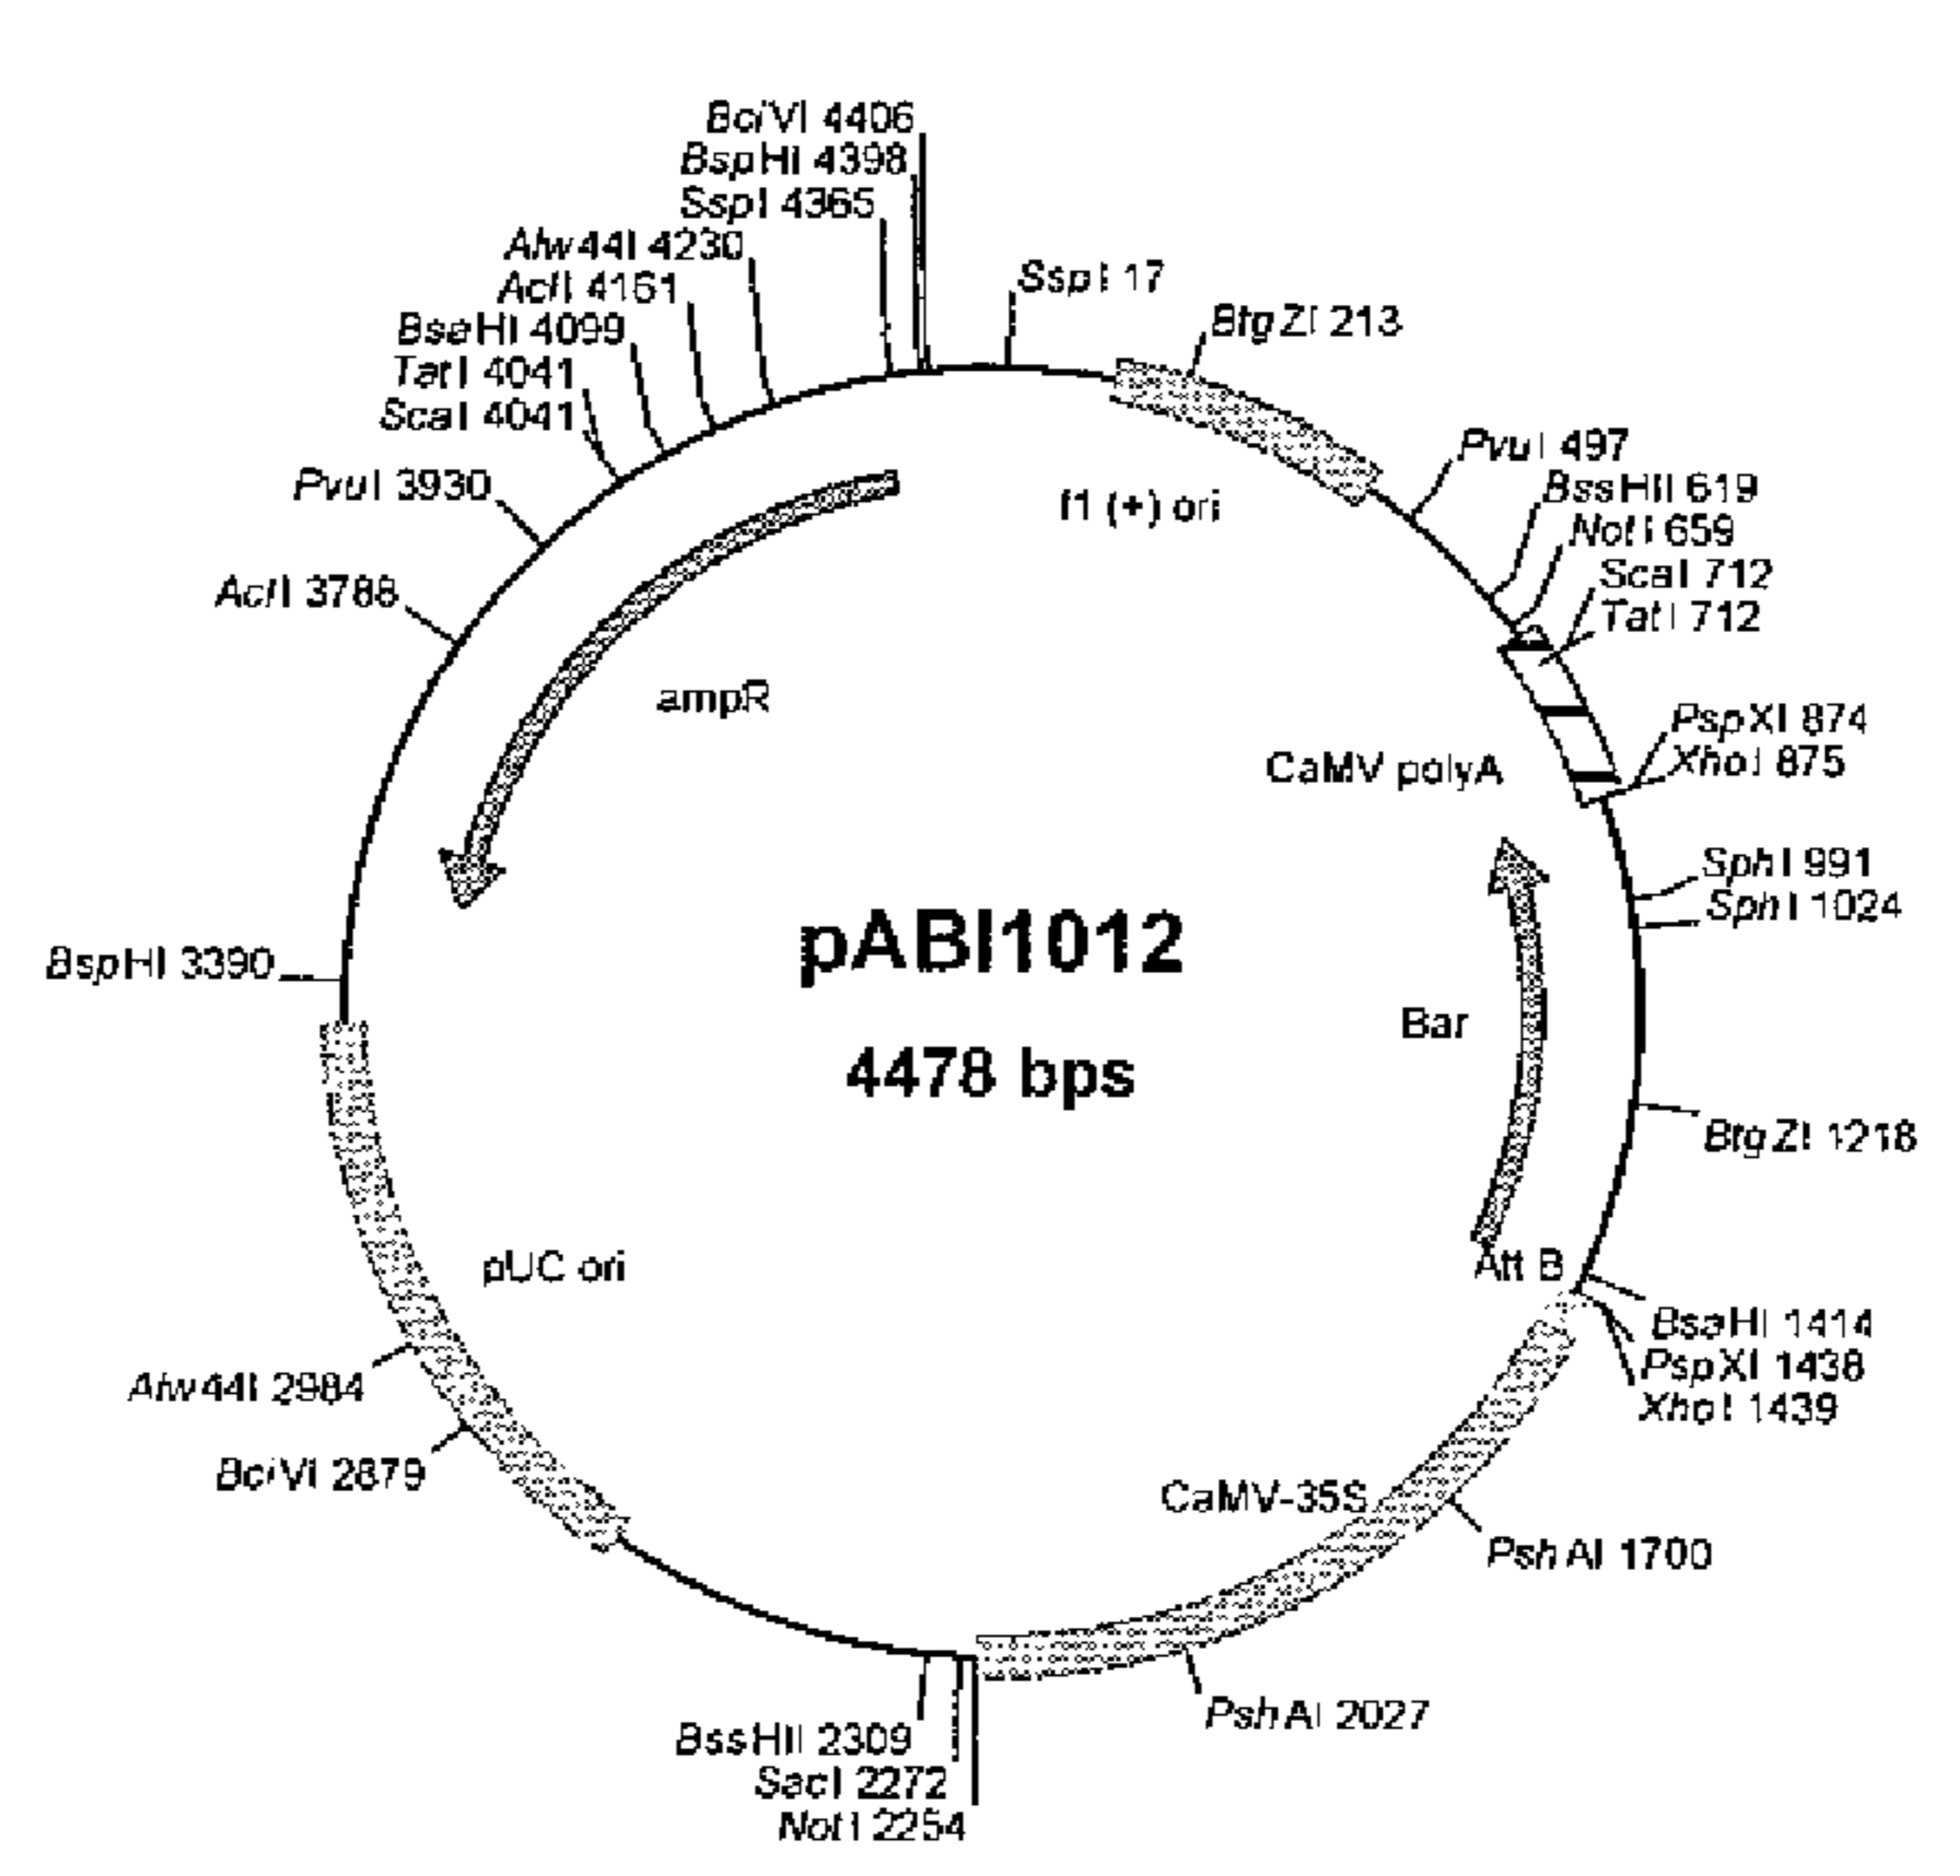 BciVI 4406
BspHI 4398
SspI 4365
Alw44I 4230
AclI 4161
BsaHI 4099
TatI 4041
ScaI 4041
PvuI 3930
AclI 3788
BspHI 3390
Alw44I 2984
BciVI 2879
BssHII 2309
SacI 2272
NotI 2254
SspI 17
BtgZI 213
PvuI 497
BssHII 619
NotI 659
ScaI 712
TatI 712
PspXI 874
XhoI 875
SphI 991
SphI 1024
BtgZI 1218
BsaHI 1414
PspXI 1438
XhoI 1439
PshAI 1700
PshAI 2027
f1 (+) ori
ampR
CaMV polyA
pABI1012
4478 bps
Bar
Att B
pUC ori
CaMV-35S